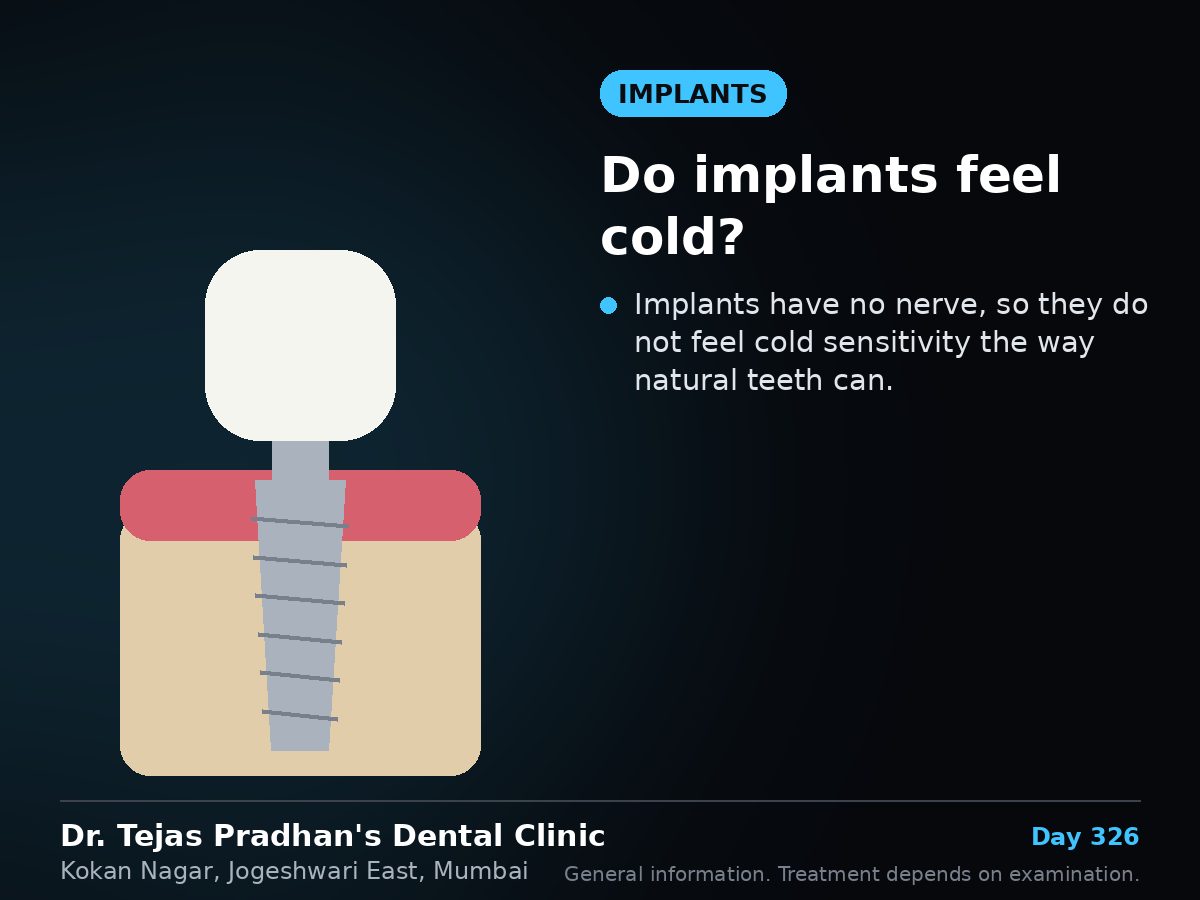 IMPLANTS
Do implants feel
cold?
Implants have no nerve, so they do
not feel cold sensitivity the way
natural teeth can.
Dr. Tejas Pradhan's Dental Clinic
Day 326
Kokan Nagar, Jogeshwari East, Mumbai
General information. Treatment depends on examination.